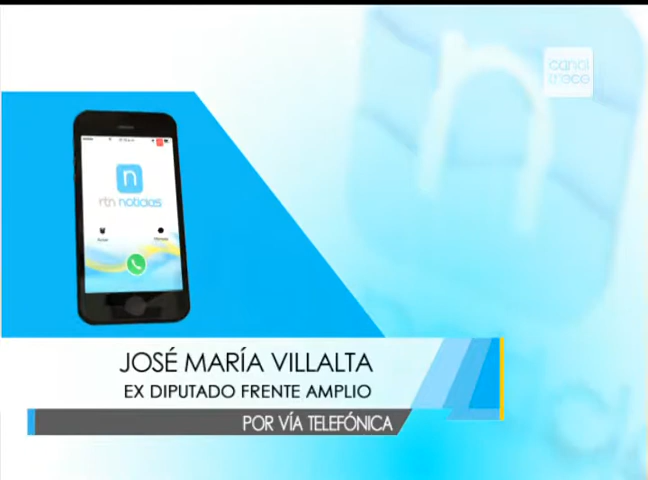 canal
trece
n
n
rtn noticias
JOSÉ MARÍA VILLALTA
EX DIPUTADO FRENTE AMPLIO
POR VÍA TELEFÓNICA